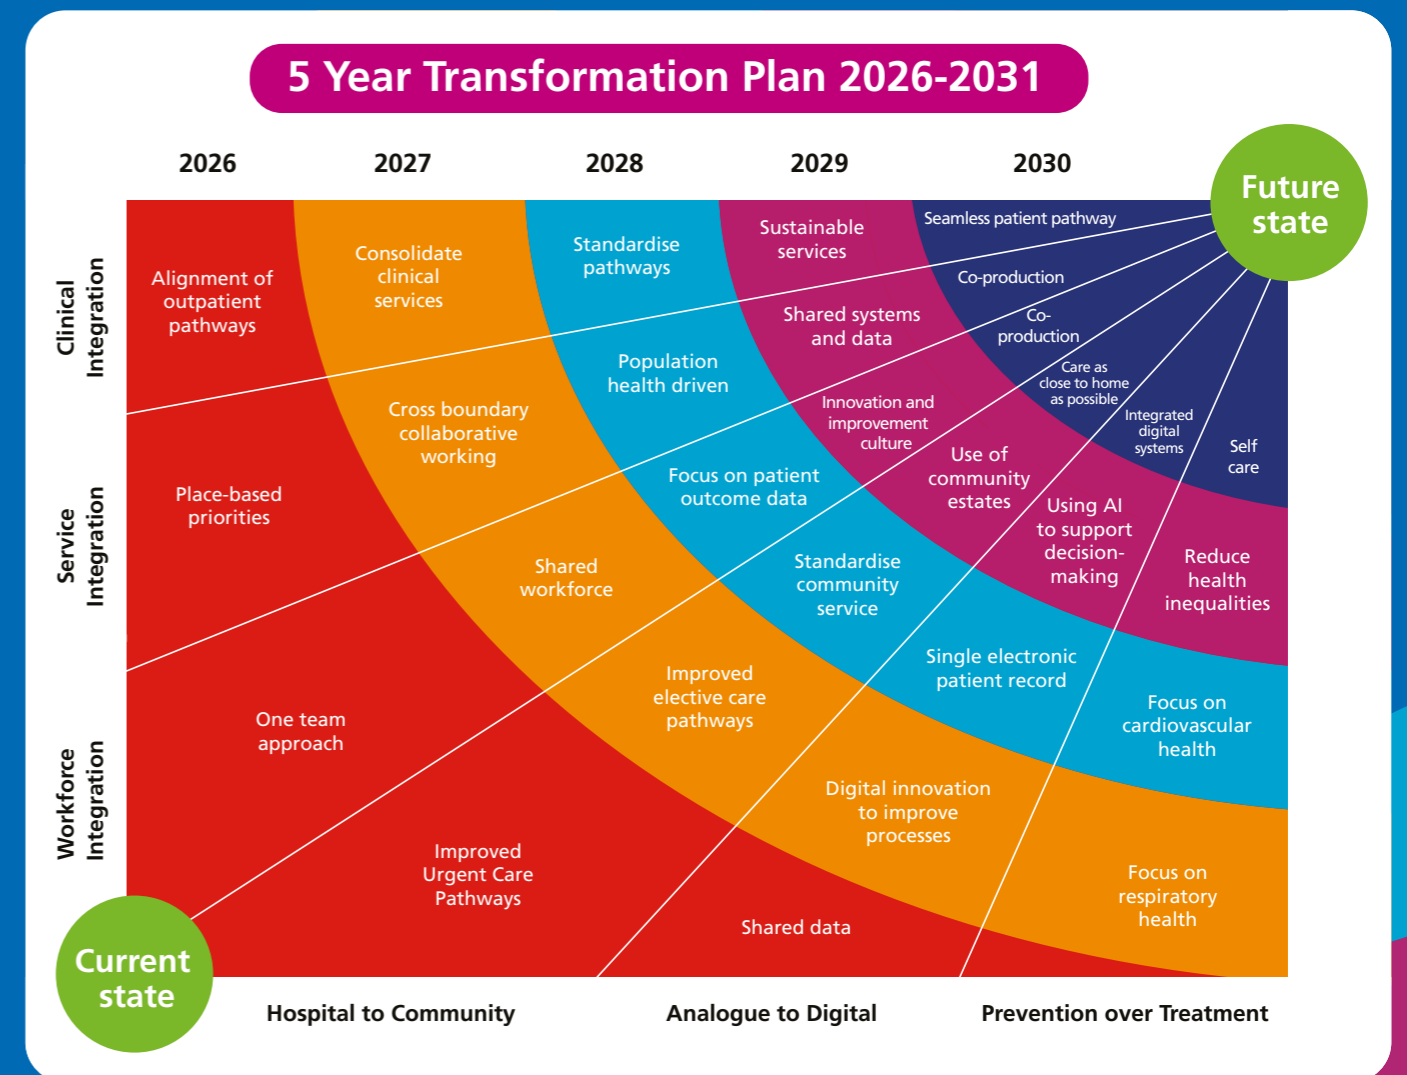 5 Year Transformation Plan 2026-2031
2026
2027
2028
2029
2030
Future
state
Clinical
Integration
Alignment of
outpatient
pathways
Consolidate
clinical
services
Standardise
pathways
Sustainable
services
Seamless patient pathway
Service
Integration
Place-based
priorities
Cross boundary
collaborative
working
Population
health driven
Shared systems
and data
Co-production
Workforce
Integration
One team
approach
Shared
workforce
Focus on patient
outcome data
Innovation and
improvement
culture
Co-
production
Improved
Urgent Care
Pathways
Improved
elective care
pathways
Standardise
community
service
Use of
community
estates
Care as
close to home
as possible
Shared data
Digital innovation
to improve
processes
Single electronic
patient record
Using AI
to support
decision-
making
Integrated
digital
systems
Focus on
respiratory
health
Focus on
cardiovascular
health
Reduce
health
inequalities
Self
care
Current
state
Hospital to Community
Analogue to Digital
Prevention over Treatment